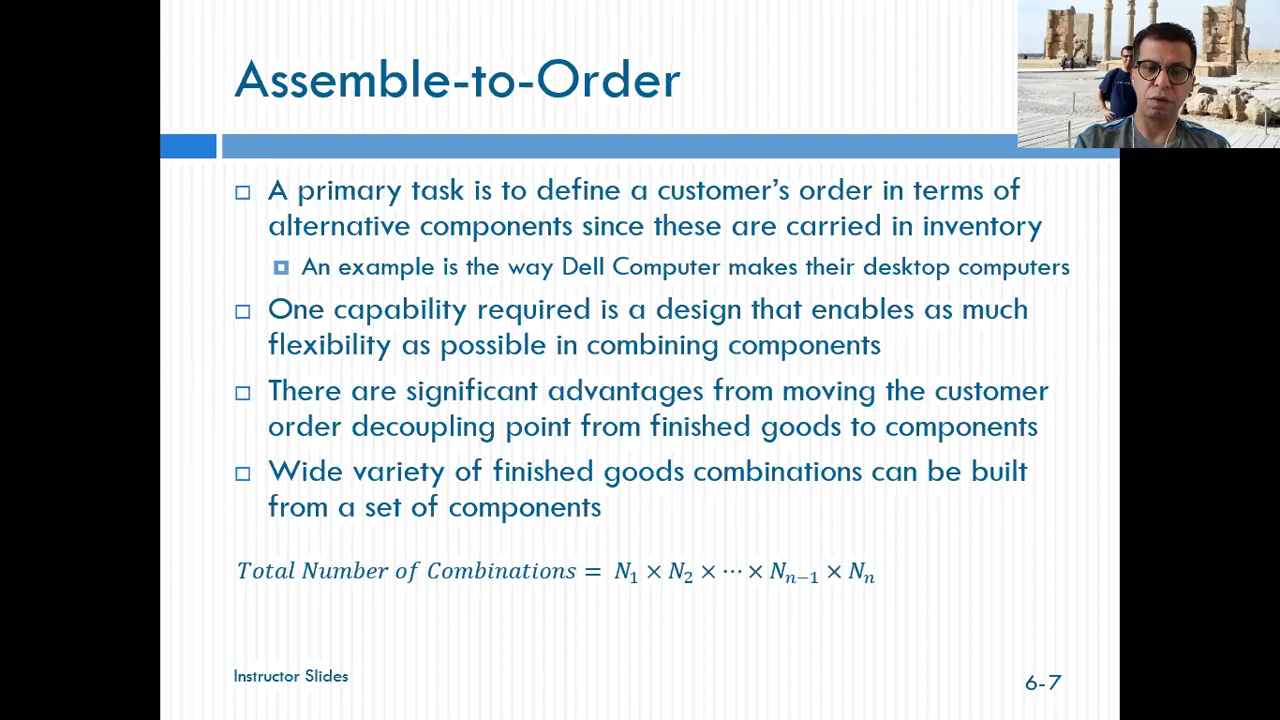 Assemble-to-Order
A primary task is to define a customer’s order in terms of
alternative components since these are carried in inventory
An example is the way Dell Computer makes their desktop computers
One capability required is a design that enables as much
flexibility as possible in combining components
There are significant advantages from moving the customer
order decoupling point from finished goods to components
Wide variety of finished goods combinations can be built
from a set of components
Total Number of Combinations = N₁ × N₂ × ⋯ × Nₙ₋₁ × Nₙ
Instructor Slides
6-7